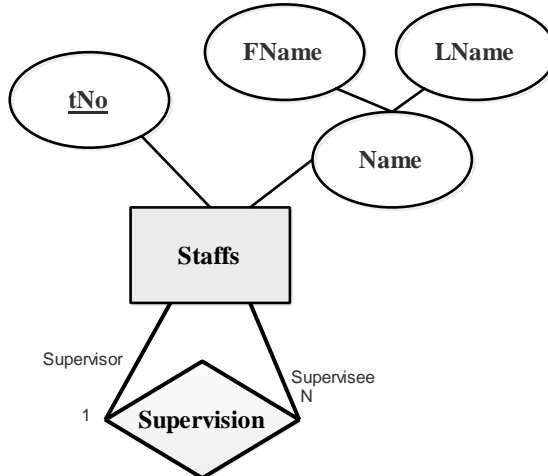 FName
LName
tNo
Name
Staffs
Supervisor
Supervisee
N
1
Supervision